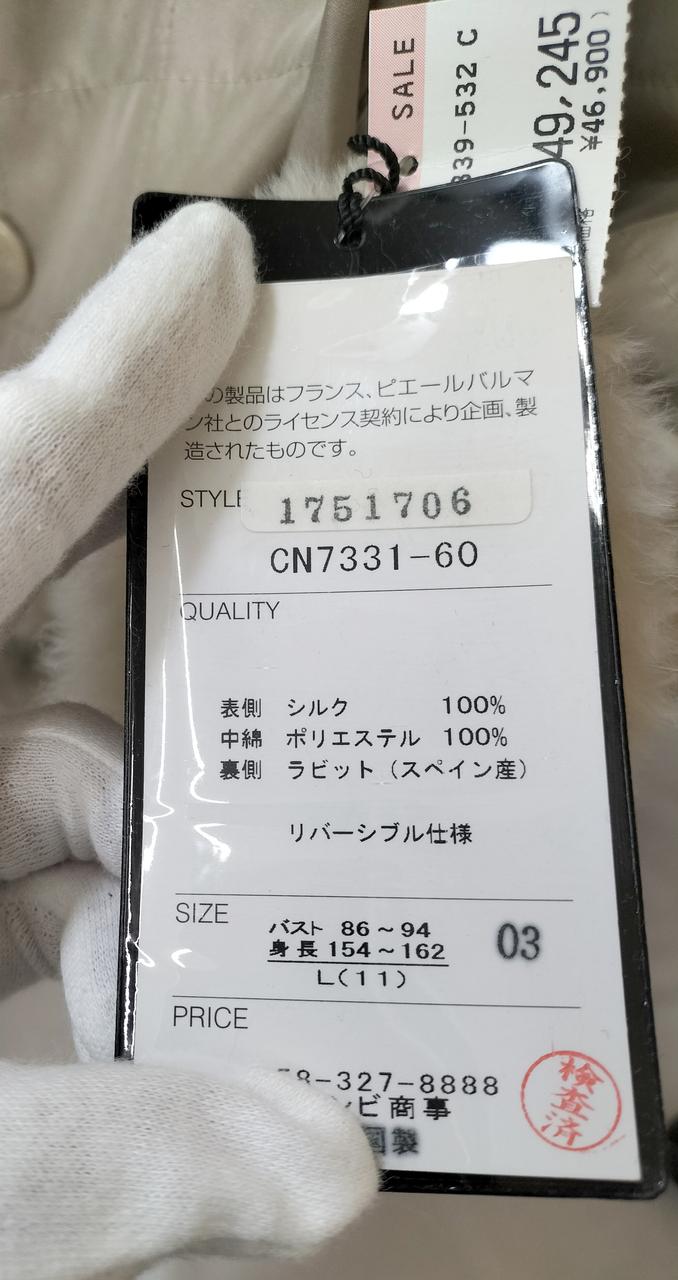 SALE
339-532 C
49,245
¥46,900)
の製品はフランス、ピエールバルマ
ン社とのライセンス契約により企画、製
造されたものです。
STYLE 1751706
CN7331-60
QUALITY
表側 シルク 100%
中綿 ポリエステル 100%
裏側 ラビット（スペイン産）
リバーシブル仕様
SIZE
バスト 86～94
身長 154～162
L(11)
03
PRICE
58-327-8888
ビ商事
国製
検査済